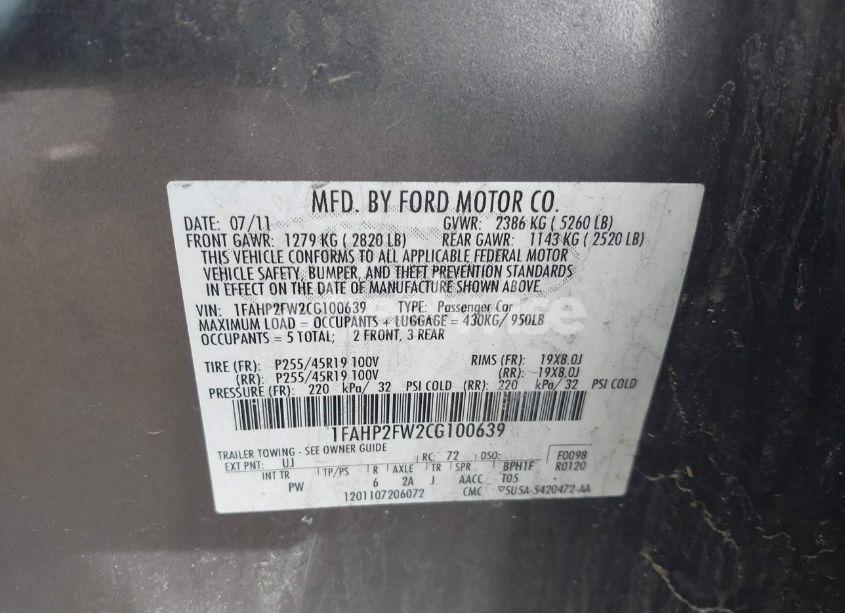 MFD. BY FORD MOTOR CO.
DATE: 07/11 GVWR: 2386 KG ( 5260 LB)
FRONT GAWR: 1279 KG ( 2820 LB) REAR GAWR: 1143 KG ( 2520 LB)
THIS VEHICLE CONFORMS TO ALL APPLICABLE FEDERAL MOTOR
VEHICLE SAFETY, BUMPER, AND THEFT PREVENTION STANDARDS
IN EFFECT ON THE DATE OF MANUFACTURE SHOWN ABOVE.
VIN: 1FAHP2FW2CG100639 TYPE: Passenger Car
MAXIMUM LOAD = OCCUPANTS + LUGGAGE = 430KG/ 950LB
OCCUPANTS = 5 TOTAL; 2 FRONT, 3 REAR
TIRE (FR): P255/45R19 100V RIMS (FR): 19X8.0J
(RR): P255/45R19 100V (RR): 19X8.0J
PRESSURE (FR): 220 kPa/ 32 PSI COLD (RR): 220 kPa/ 32 PSI COLD
1FAHP2FW2CG100639
TRAILER TOWING - SEE OWNER GUIDE
EXT PNT: UJ RC: 72 DSO: F0098
INT TR TP/PS R AXLE TR SPR BPH1F R0120
PW 6 2A J AACC T05
1201107206072 CMC 5U5A-5420472-AA